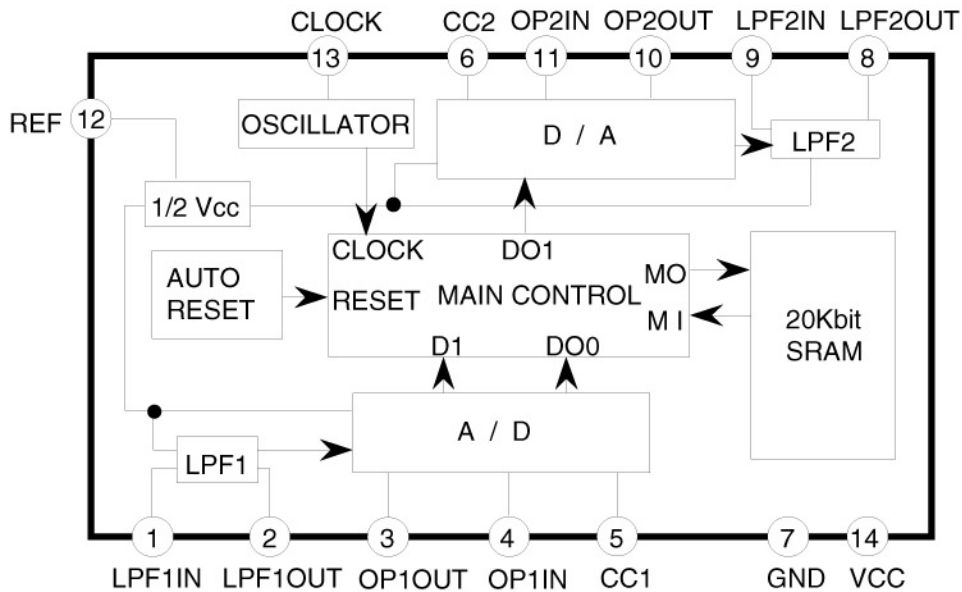 CLOCK CC2 OP2IN OP2OUT LPF2IN LPF2OUT
13 6 11 10 9 8
REF 12
OSCILLATOR
D / A
LPF2
1/2 Vcc
CLOCK DO1
AUTO
RESET
RESET MAIN CONTROL
MO
M I
D1 DO0
20Kbit
SRAM
A / D
LPF1
1 2 3 4 5 7 14
LPF1IN LPF1OUT OP1OUT OP1IN CC1 GND VCC